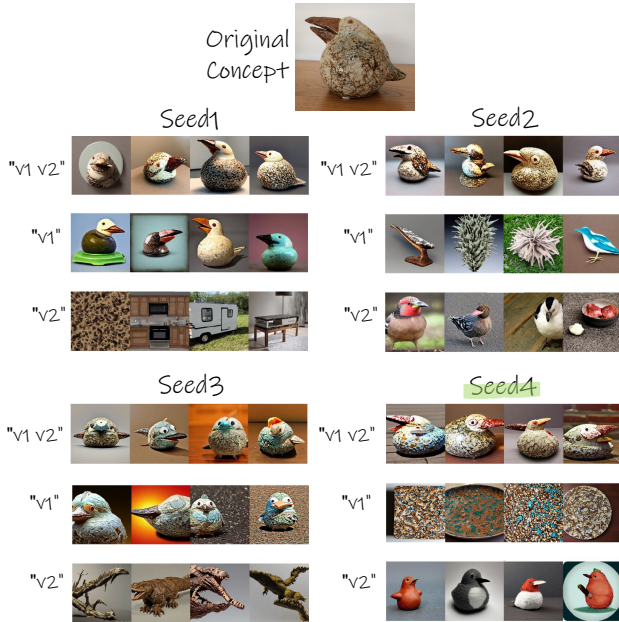 Original
Concept
Seed1
Seed2
"v1 v2"
"v1 v2"
"v1"
"v1"
"v2"
"v2"
Seed3
Seed4
"v1 v2"
"v1 v2"
"v1"
"v1"
"v2"
"v2"